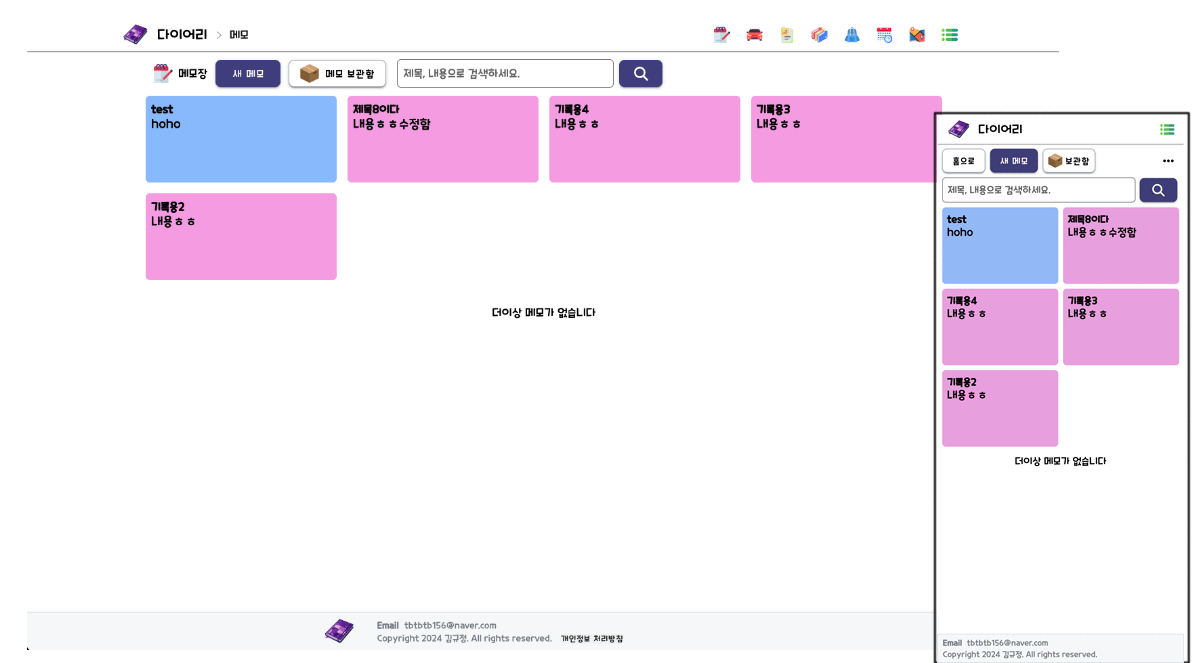 다이어리 > 메모
메모장 새 메모 메모 보관함 제목, 내용으로 검색하세요.
test
hoho
제목8이다
내용ㅎㅎ수정함
기록용4
내용ㅎㅎ
기록용3
내용ㅎㅎ
기록용2
내용ㅎㅎ
더이상 메모가 없습니다
Email tbtbtb156@naver.com
Copyright 2024 김규정. All rights reserved. 개인정보 처리방침
다이어리
홈으로 새 메모 보관함 •••
제목, 내용으로 검색하세요.
test
hoho
제목8이다
내용ㅎㅎ수정함
기록용4
내용ㅎㅎ
기록용3
내용ㅎㅎ
기록용2
내용ㅎㅎ
더이상 메모가 없습니다
Email tbtbtb156@naver.com
Copyright 2024 김규정. All rights reserved.